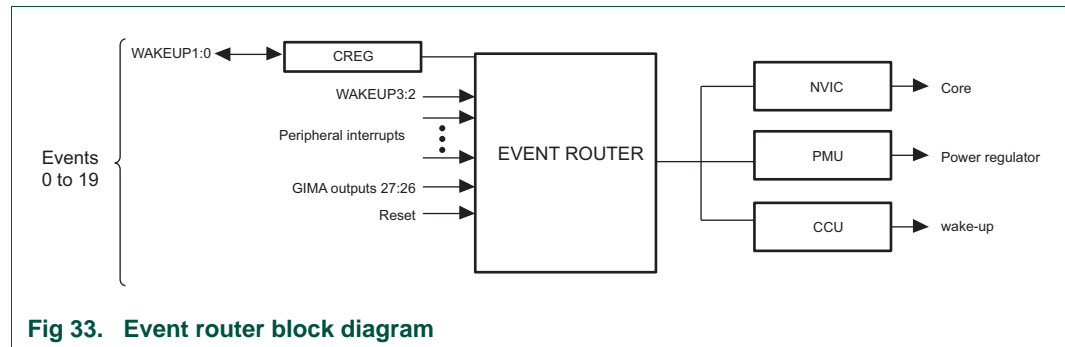 WAKEUP1:0
CREG
WAKEUP3:2
Peripheral interrupts
GIMA outputs 27:26
Reset
Events
0 to 19
EVENT ROUTER
NVIC
Core
PMU
Power regulator
CCU
wake-up
Fig 33. Event router block diagram